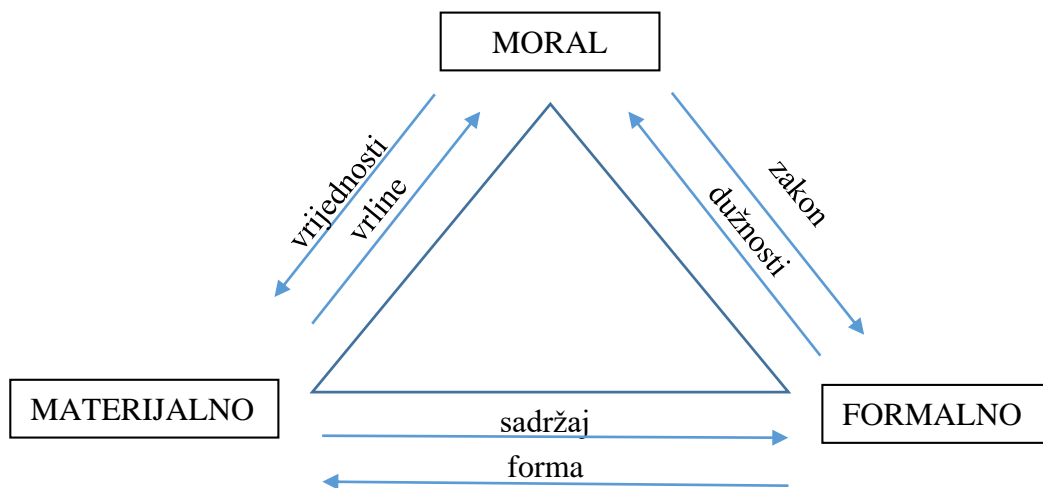 MORAL
vrijednosti
vrline
dužnosti
zakon
MATERIJALNO
FORMALNO
sadržaj
forma